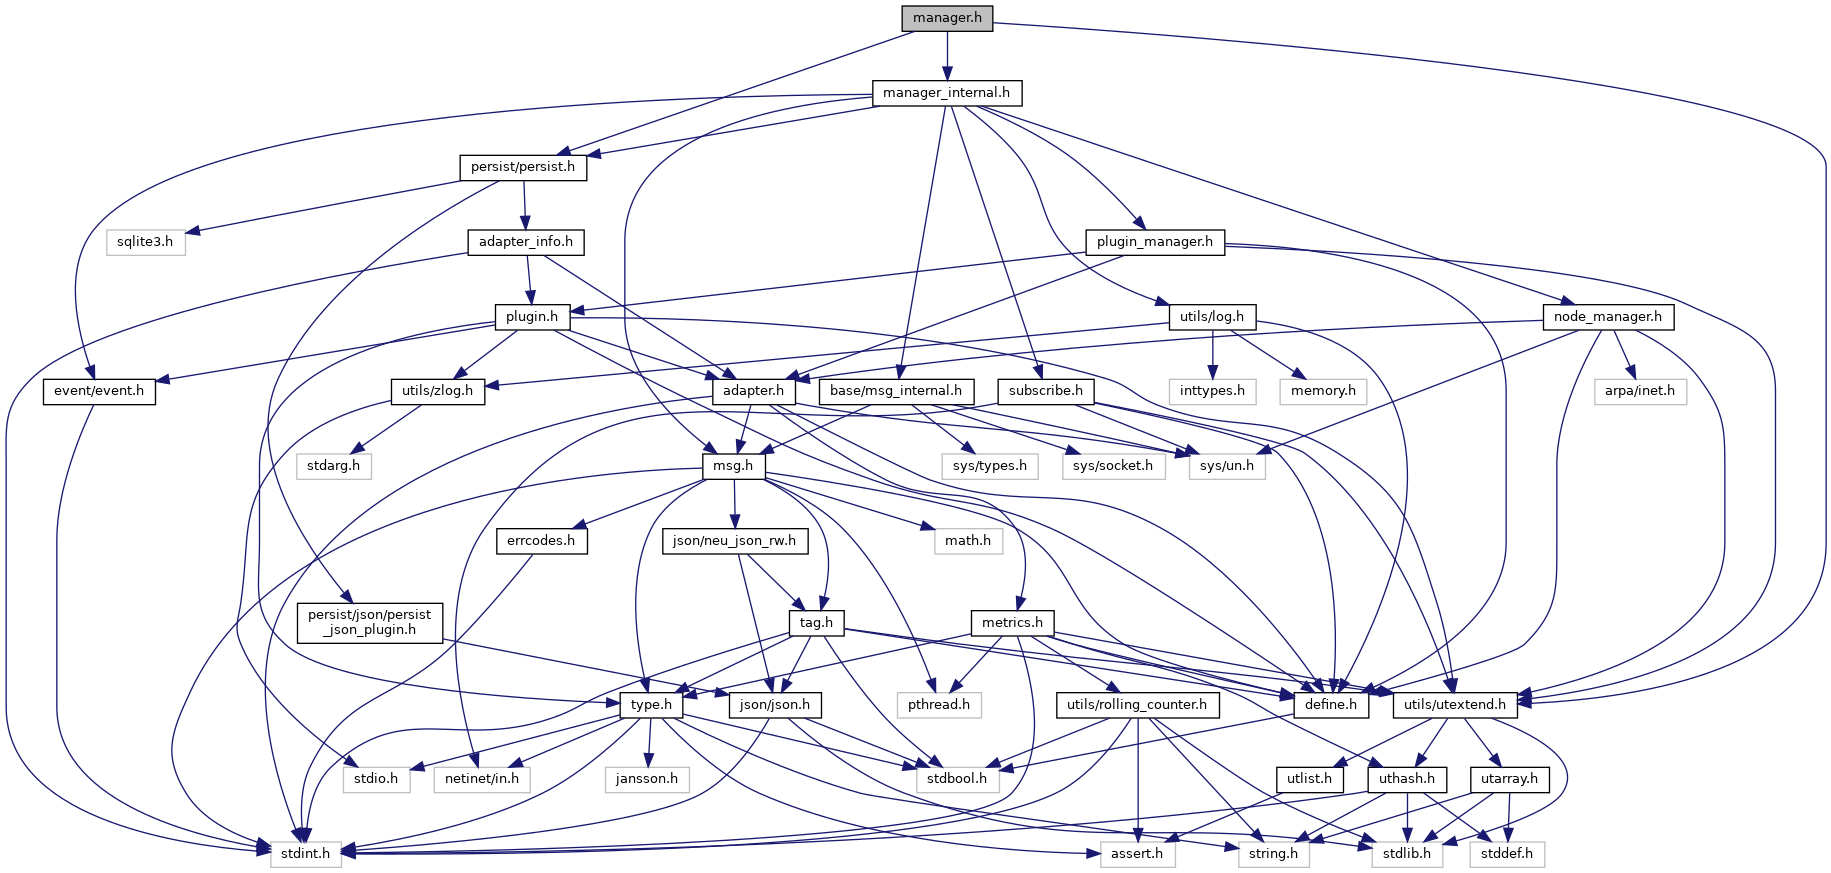 manager.h
manager_internal.h
persist/persist.h
sqlite3.h
adapter_info.h
plugin_manager.h
plugin.h
utils/log.h
node_manager.h
event/event.h
utils/zlog.h
adapter.h
base/msg_internal.h
subscribe.h
inttypes.h
memory.h
arpa/inet.h
stdarg.h
msg.h
sys/types.h
sys/socket.h
sys/un.h
errcodes.h
json/neu_json_rw.h
math.h
persist/json/persist
_json_plugin.h
tag.h
metrics.h
type.h
json/json.h
pthread.h
utils/rolling_counter.h
define.h
utils/utextend.h
stdio.h
netinet/in.h
jansson.h
stdbool.h
utlist.h
uthash.h
utarray.h
stdint.h
assert.h
string.h
stdlib.h
stddef.h